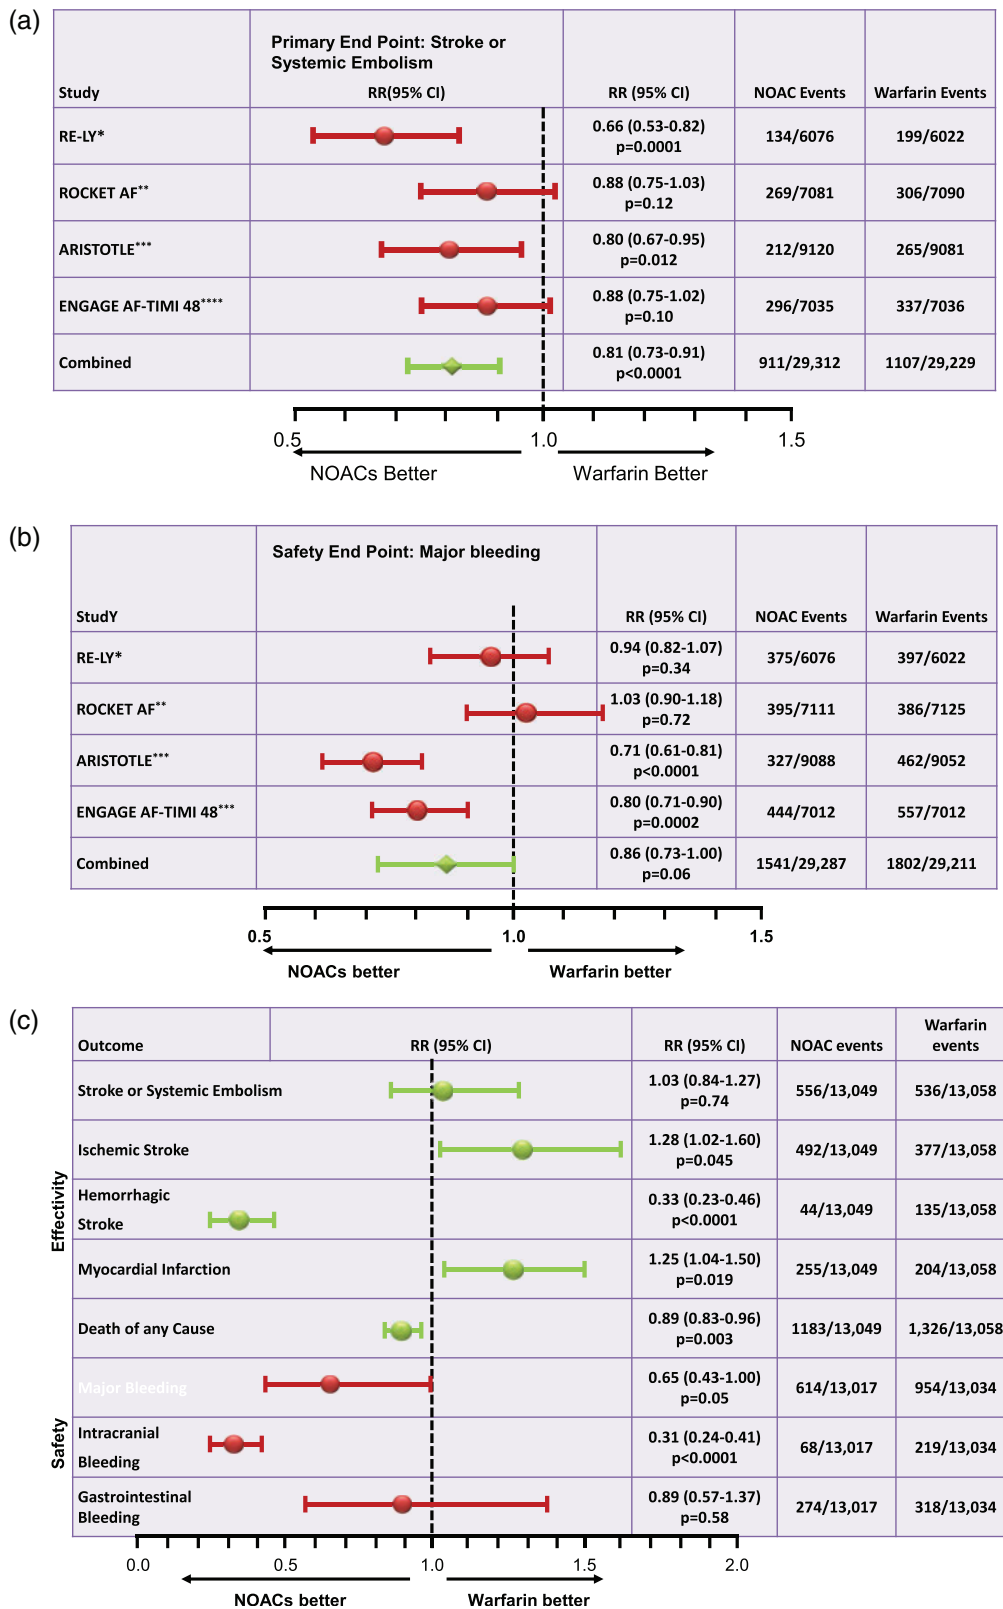 (a)
Primary End Point: Stroke or
Systemic Embolism
Study RR(95% CI) RR (95% CI) NOAC Events Warfarin Events
RE-LY* 0.66 (0.53-0.82) 134/6076 199/6022
p=0.0001
ROCKET AF** 0.88 (0.75-1.03) 269/7081 306/7090
p=0.12
ARISTOTLE*** 0.80 (0.67-0.95) 212/9120 265/9081
p=0.012
ENGAGE AF-TIMI 48**** 0.88 (0.75-1.02) 296/7035 337/7036
p=0.10
Combined 0.81 (0.73-0.91) 911/29,312 1107/29,229
p<0.0001
0.5 1.0 1.5
NOACs Better Warfarin Better
(b)
Safety End Point: Major bleeding
StudY RR (95% CI) NOAC Events Warfarin Events
RE-LY* 0.94 (0.82-1.07) 375/6076 397/6022
p=0.34
ROCKET AF** 1.03 (0.90-1.18) 395/7111 386/7125
p=0.72
ARISTOTLE*** 0.71 (0.61-0.81) 327/9088 462/9052
p<0.0001
ENGAGE AF-TIMI 48*** 0.80 (0.71-0.90) 444/7012 557/7012
p=0.0002
Combined 0.86 (0.73-1.00) 1541/29,287 1802/29,211
p=0.06
0.5 1.0 1.5
NOACs better Warfarin better
(c)
Outcome RR (95% CI) RR (95% CI) NOAC events Warfarin
events
Effectivity
Stroke or Systemic Embolism 1.03 (0.84-1.27) 556/13,049 536/13,058
p=0.74
Ischemic Stroke 1.28 (1.02-1.60) 492/13,049 377/13,058
p=0.045
Hemorrhagic 0.33 (0.23-0.46) 44/13,049 135/13,058
Stroke p<0.0001
Myocardial Infarction 1.25 (1.04-1.50) 255/13,049 204/13,058
p=0.019
Death of any Cause 0.89 (0.83-0.96) 1183/13,049 1,326/13,058
p=0.003
Safety
Major Bleeding 0.65 (0.43-1.00) 614/13,017 954/13,034
p=0.05
Intracranial 0.31 (0.24-0.41) 68/13,017 219/13,034
Bleeding p<0.0001
Gastrointestinal 0.89 (0.57-1.37) 274/13,017 318/13,034
Bleeding p=0.58
0.0 0.5 1.0 1.5 2.0
NOACs better Warfarin better